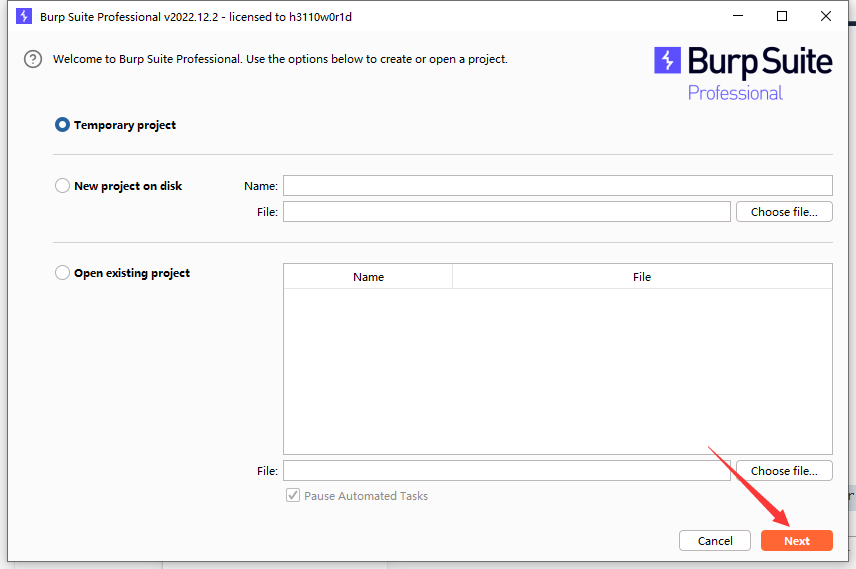 Burp Suite Professional v2022.12.2 - licensed to h3110w0r1d
? Welcome to Burp Suite Professional. Use the options below to create or open a project.
Burp Suite
Professional
Temporary project
New project on disk
Name:
File:
Choose file...
Open existing project
Name File
File:
Choose file...
Pause Automated Tasks
r
Cancel
Next